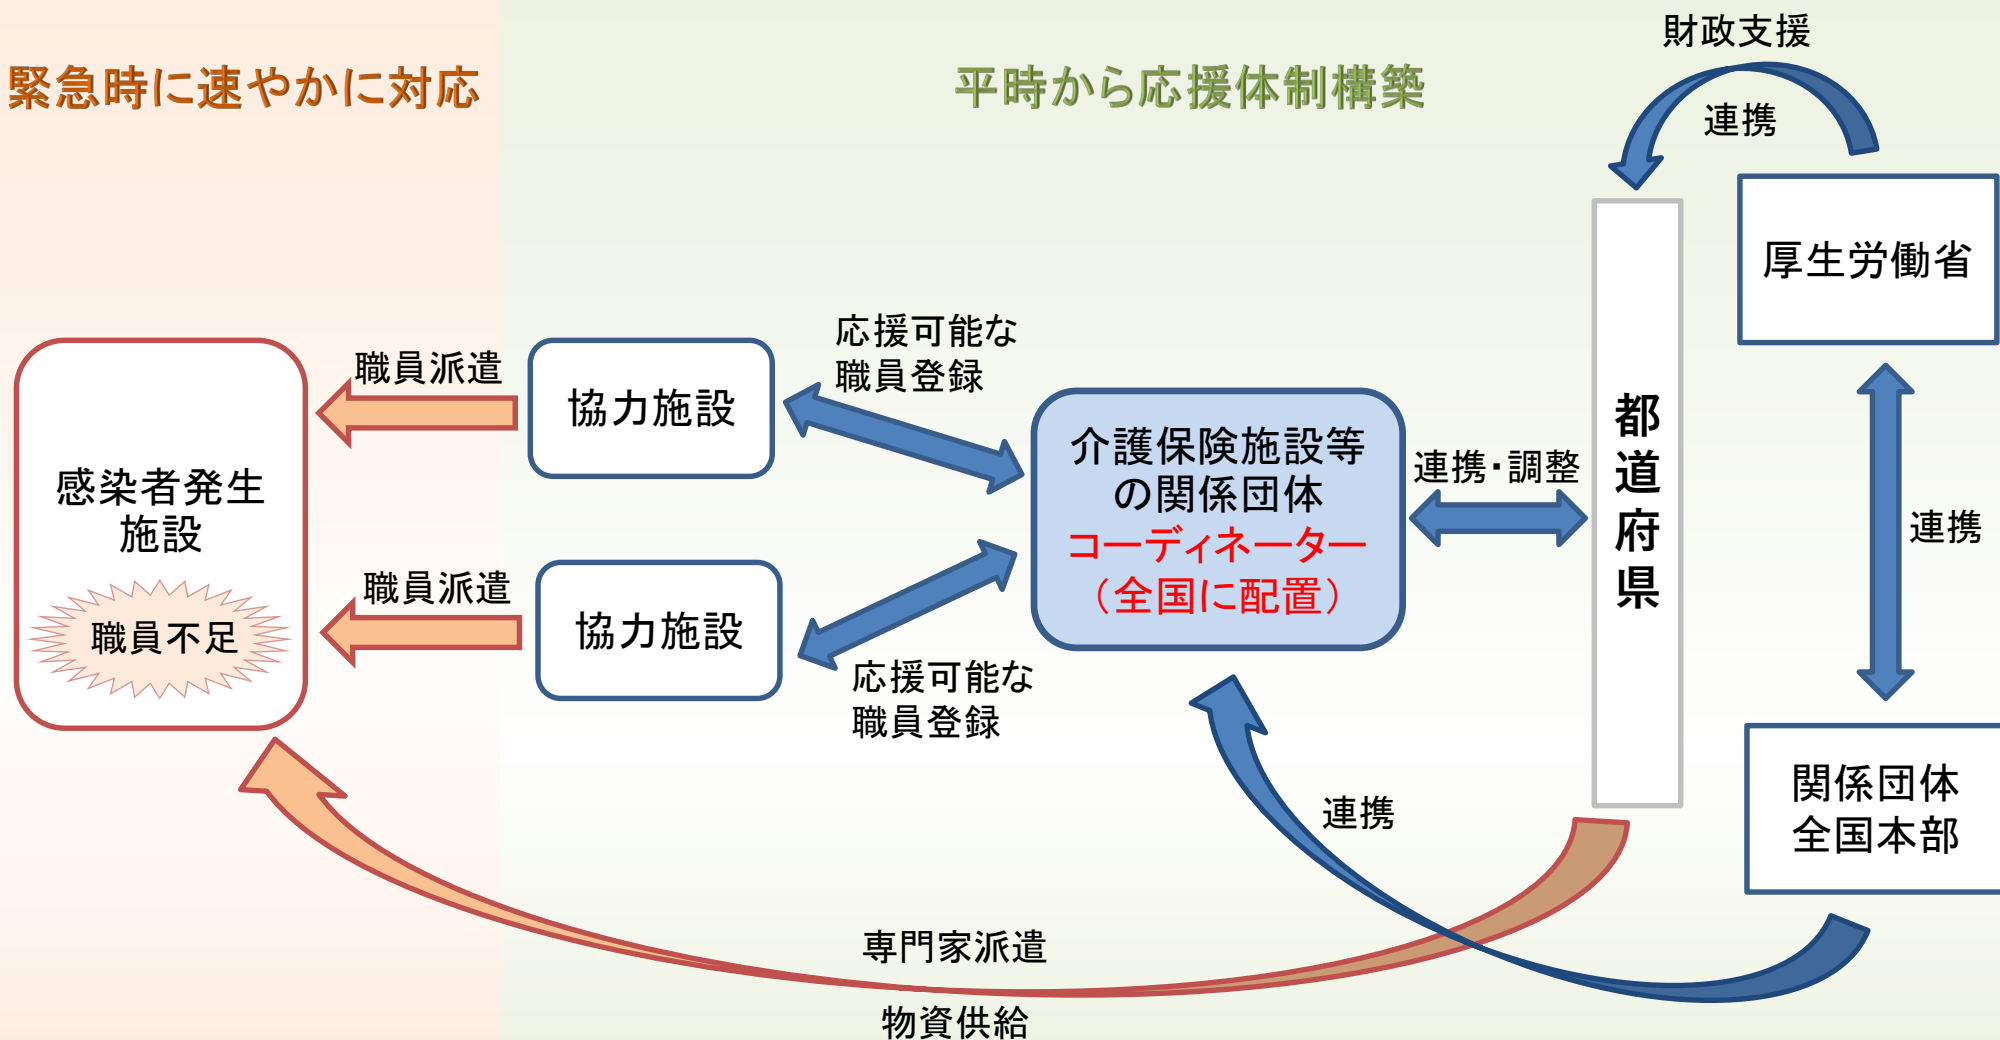 緊急時に速やかに対応
平時から応援体制構築
財政支援
連携
厚生労働省
職員派遣
協力施設
応援可能な
職員登録
感染者発生
施設
職員不足
職員派遣
協力施設
応援可能な
職員登録
介護保険施設等
の関係団体
コーディネーター
（全国に配置）
連携・調整
都道府県
連携
関係団体
全国本部
連携
専門家派遣
物資供給